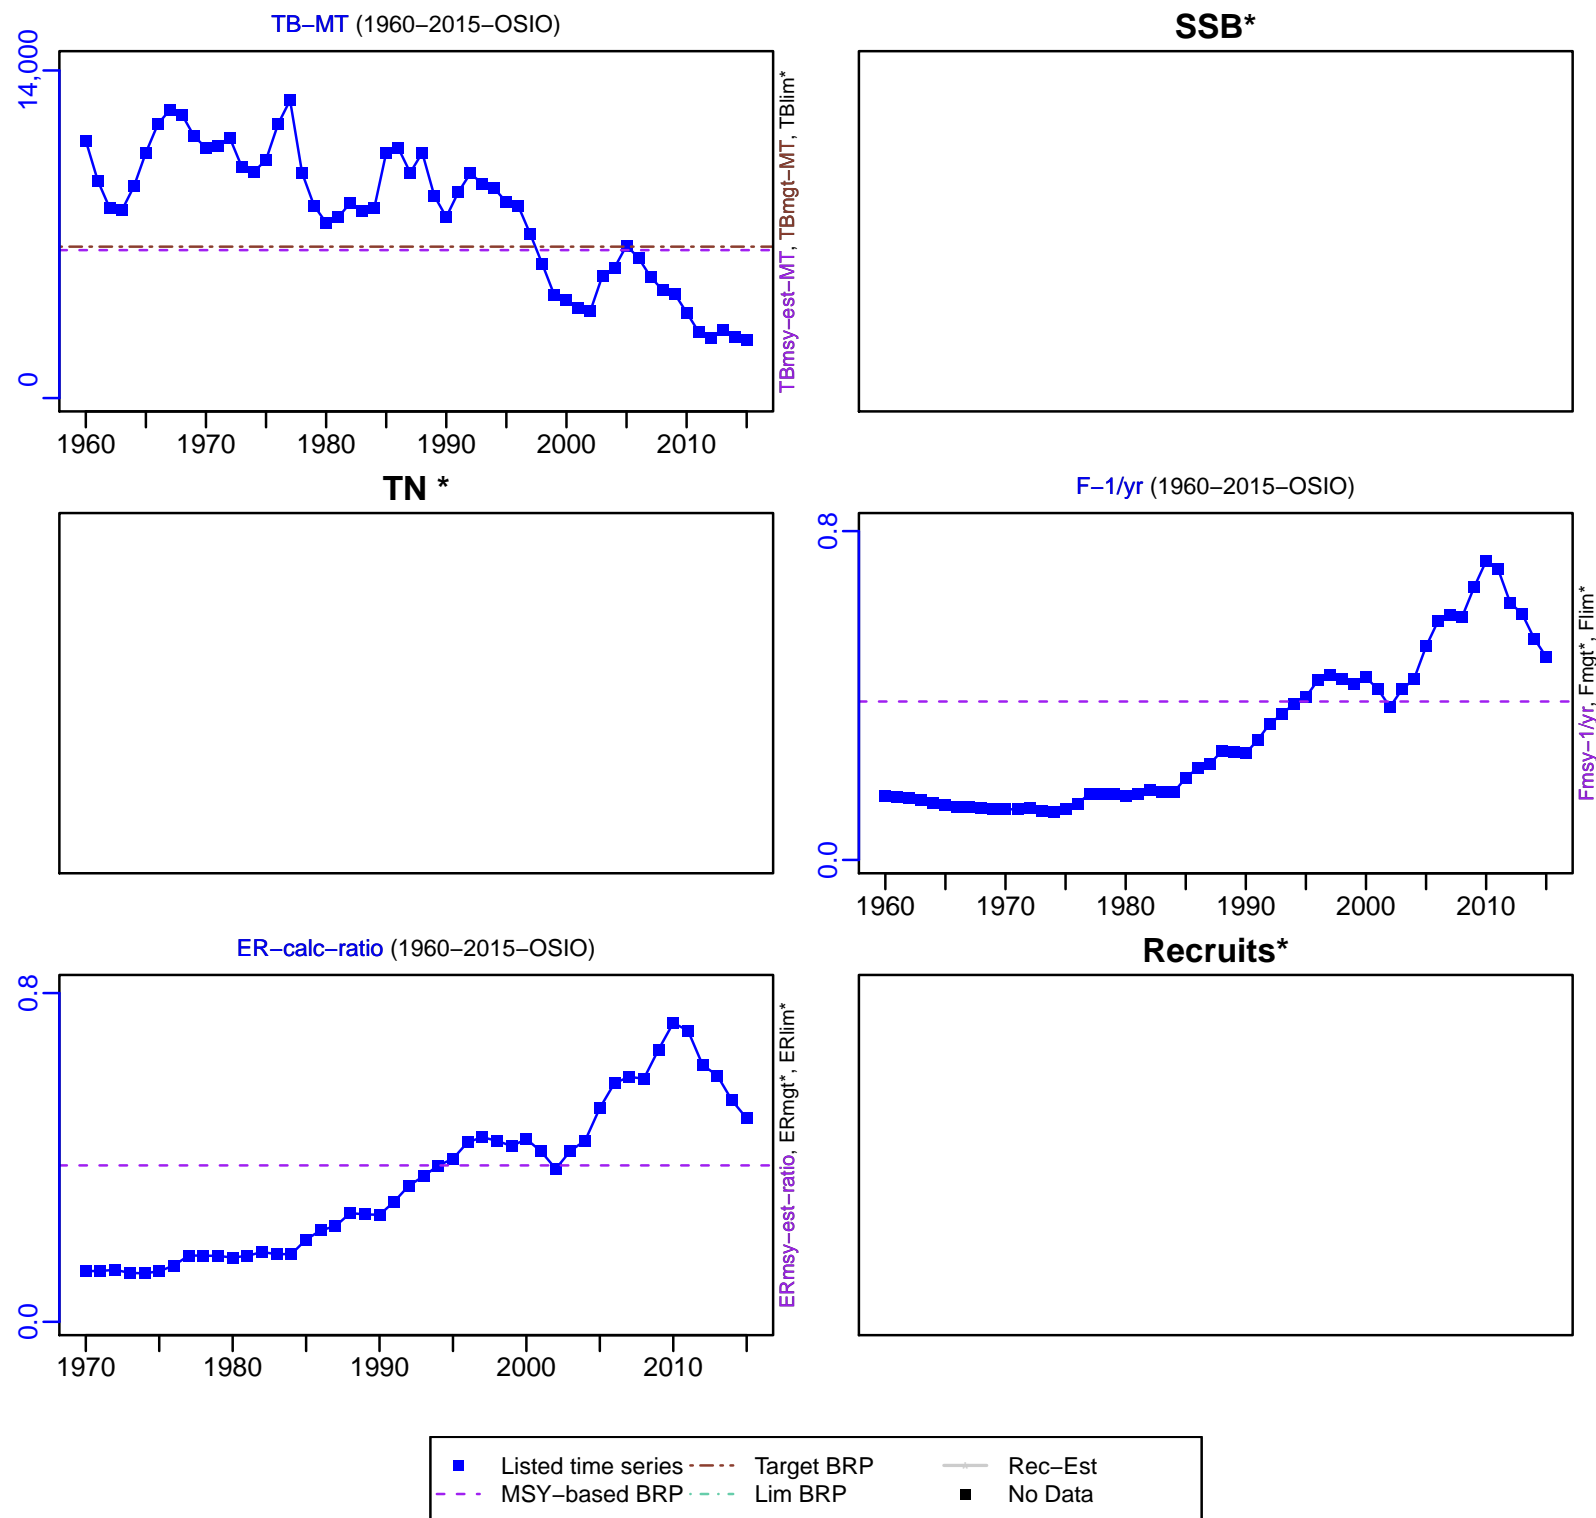 TB−MT (1960−2015−OSIO)
14,000
0
TBmsy−est−MT, TBmgt−MT, TBlim*
1960 1970 1980 1990 2000 2010
SSB*
TN *
F−1/yr (1960−2015−OSIO)
0.8
0.0
Fmsy−1/yr, Fmgt*, Flim*
1960 1970 1980 1990 2000 2010
ER−calc−ratio (1960−2015−OSIO)
0.8
0.0
ERmsy−est−ratio, ERmgt*, ERlim*
1970 1980 1990 2000 2010
Recruits*
Listed time series Target BRP Rec−Est
MSY−based BRP Lim BRP No Data